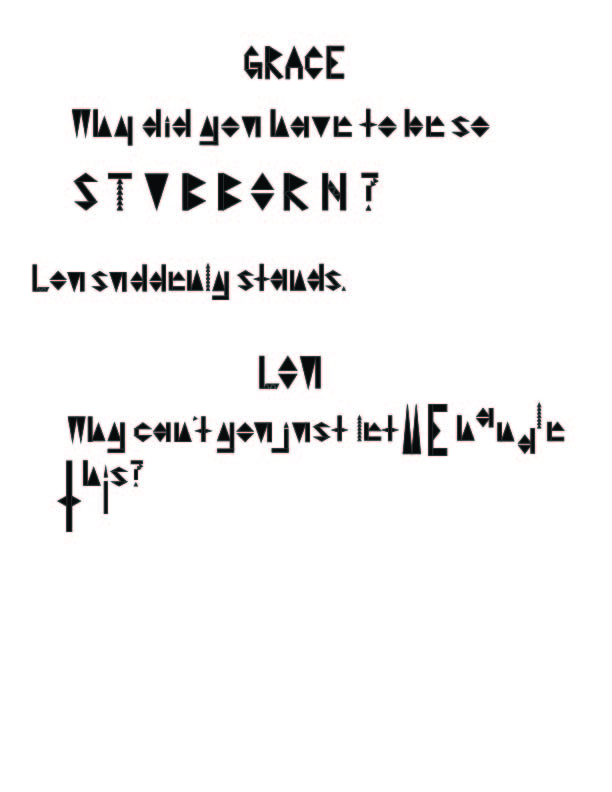 GRACE
Why did you have to be so
STUBBORN?
Lou suddenly stands.
LOU
Why can't you just let ME handle
this?